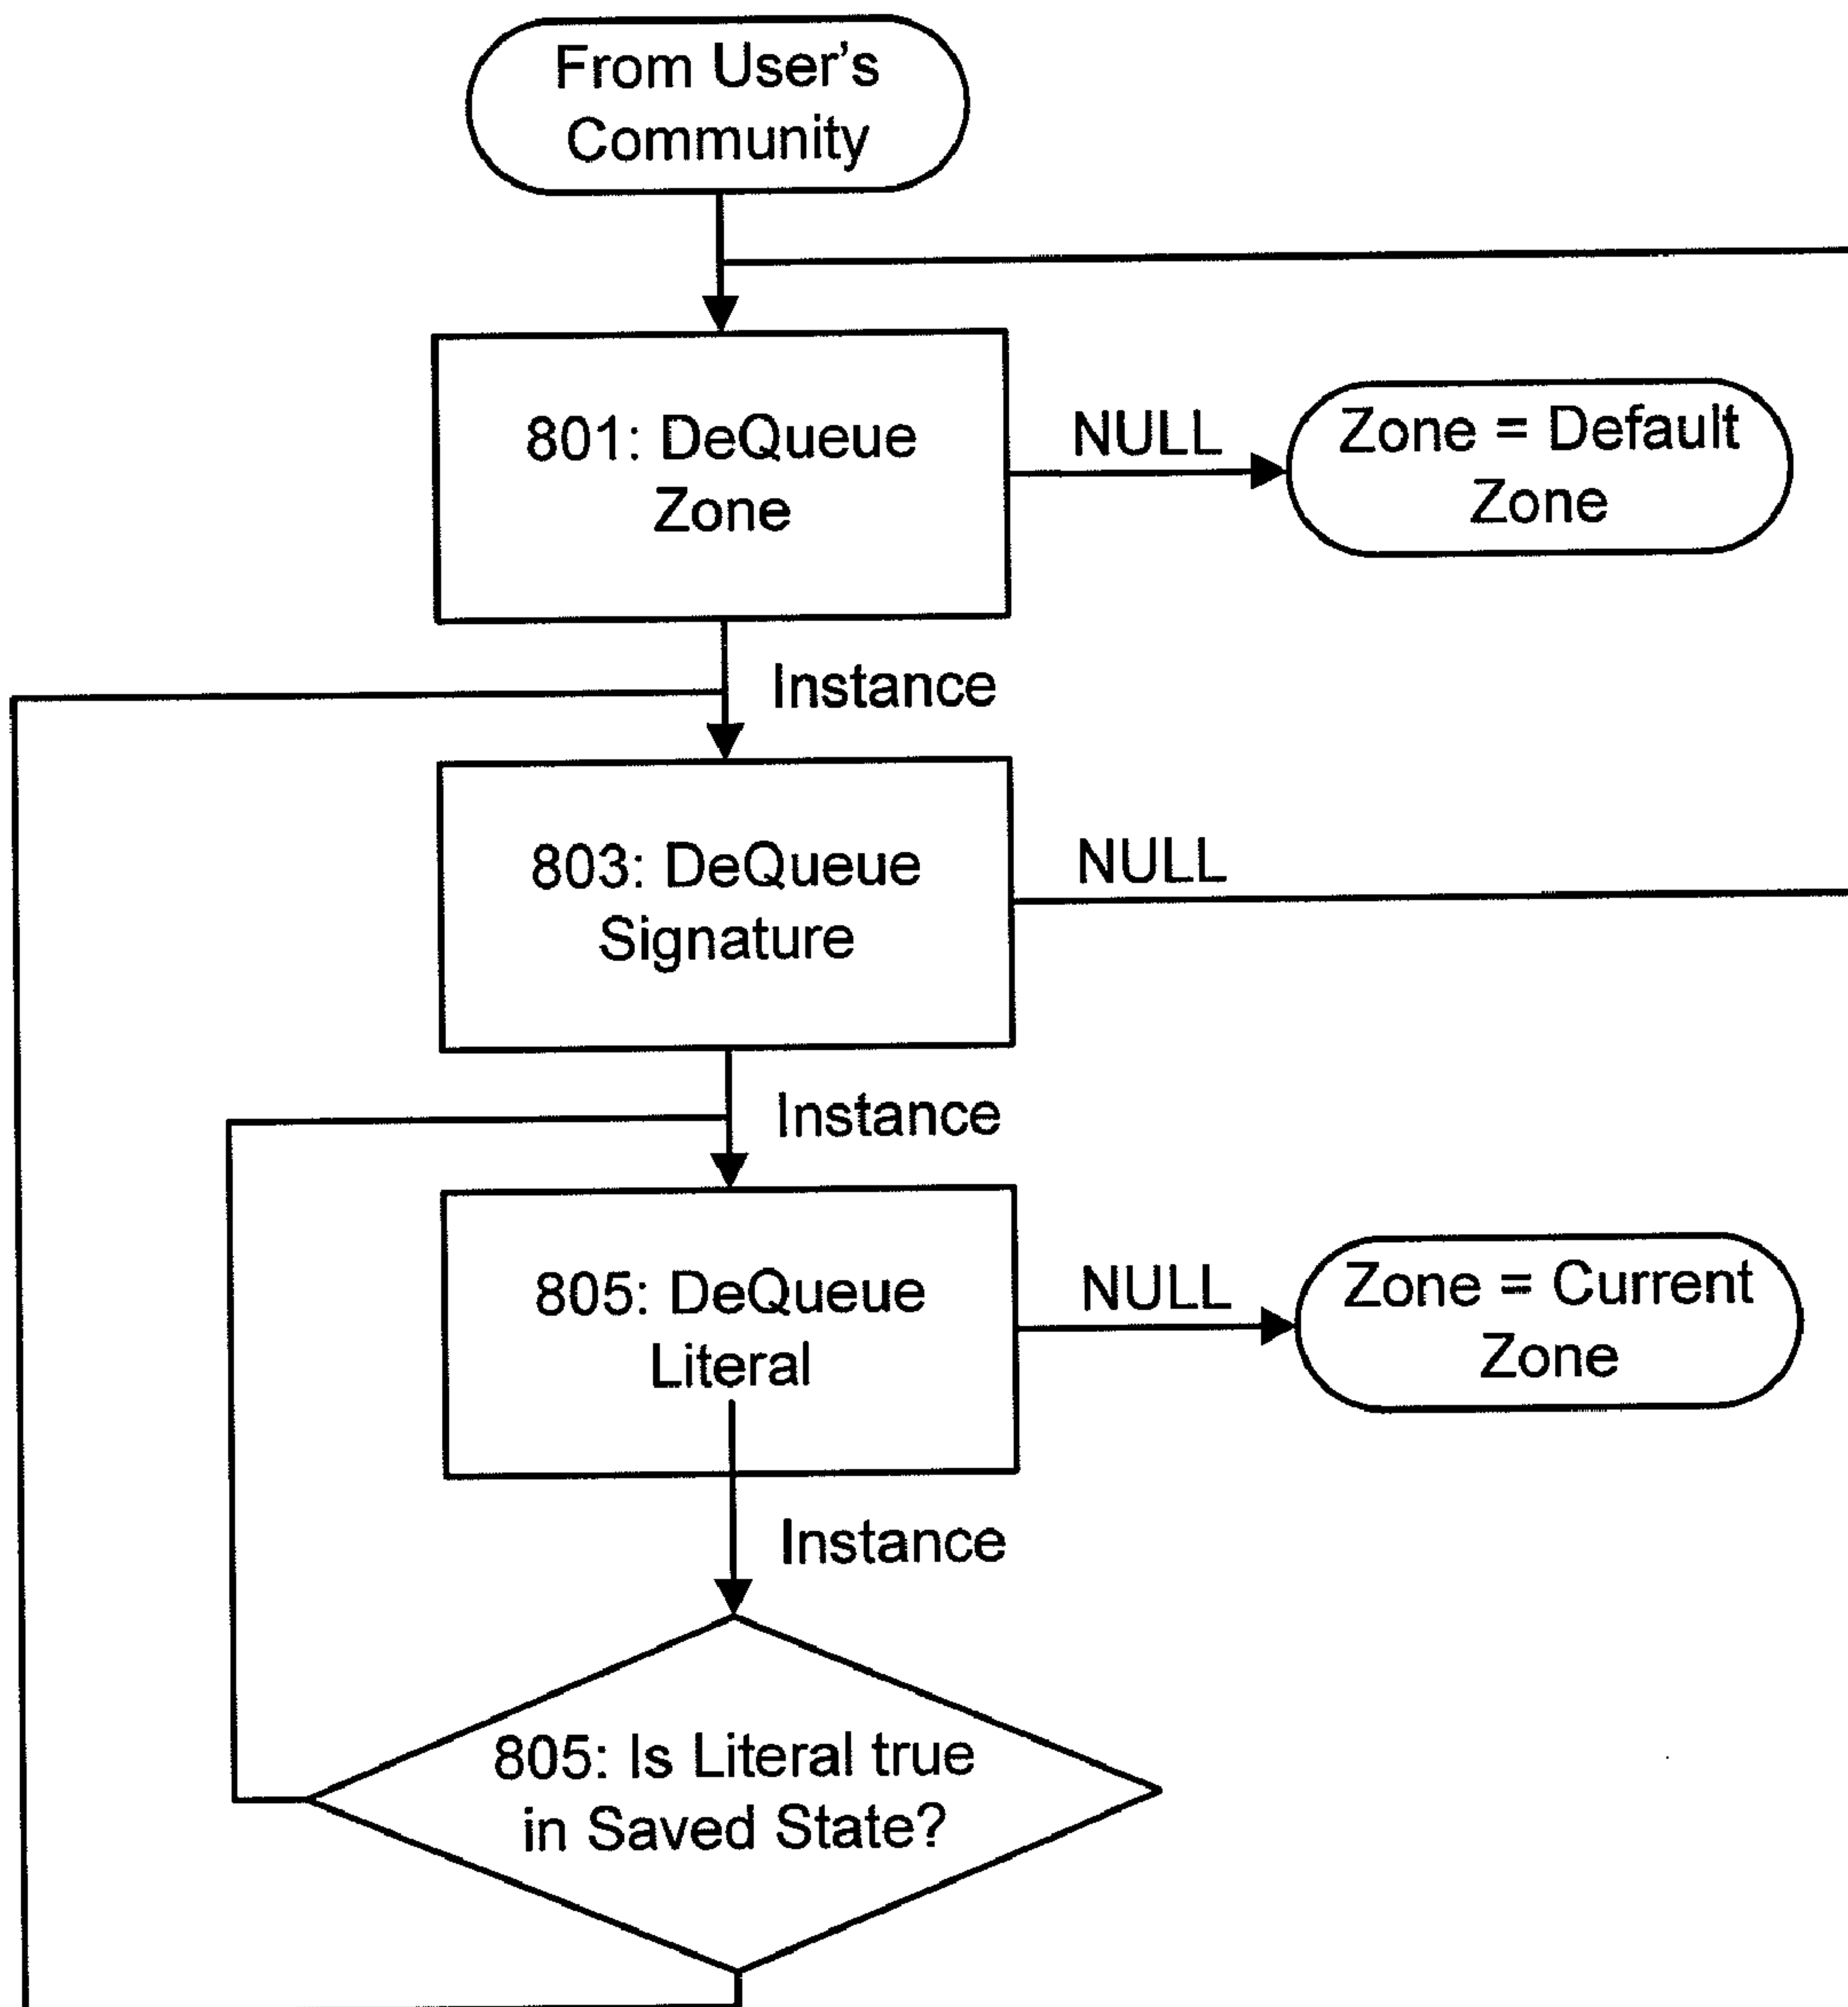 From User's
Community
801: DeQueue
Zone
NULL
Zone = Default
Zone
Instance
803: DeQueue
Signature
NULL
Instance
805: DeQueue
Literal
NULL
Zone = Current
Zone
Instance
805: Is Literal true
in Saved State?